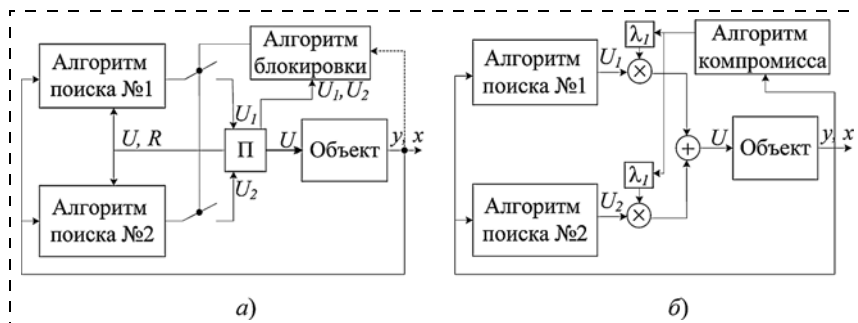 Алгоритм
поиска №1
Алгоритм
блокировки
U₁, U₂
U₁
U, R
П
U
Объект
y, x
U₂
Алгоритм
поиска №2
а)
λ₁
Алгоритм
компромисса
Алгоритм
поиска №1
U₁
×
+
U
Объект
y, x
λ₁
Алгоритм
поиска №2
U₂
×
б)